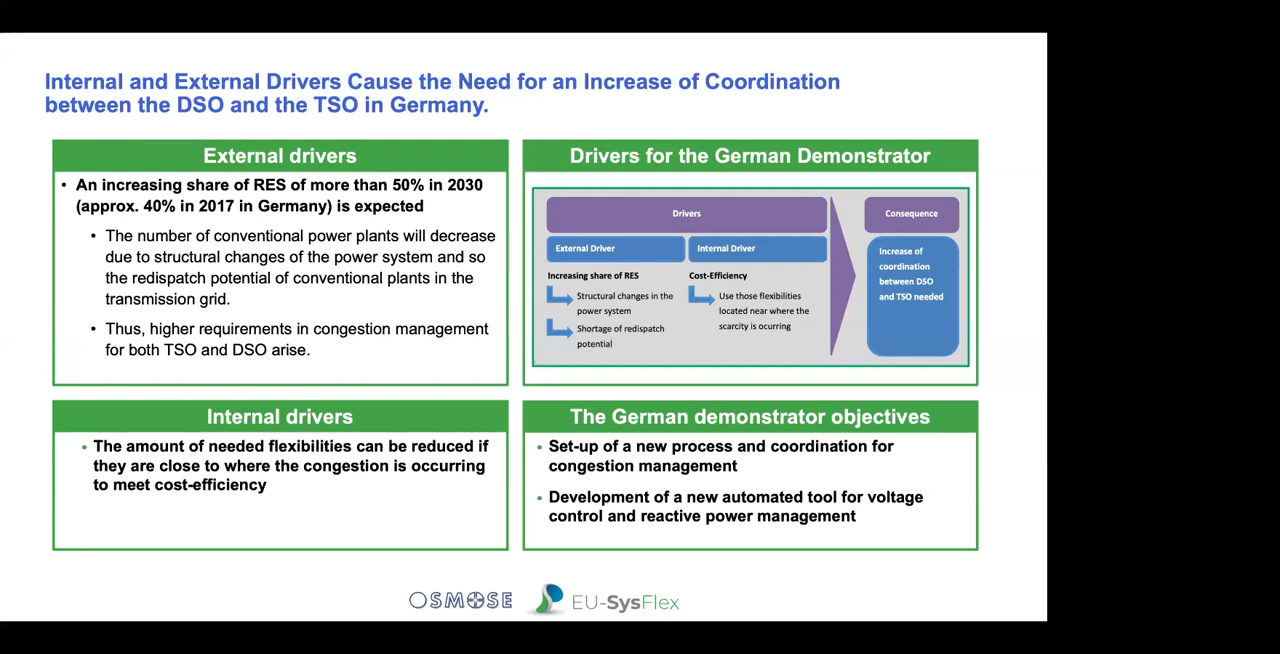 Internal and External Drivers Cause the Need for an Increase of Coordination
between the DSO and the TSO in Germany.
External drivers
• An increasing share of RES of more than 50% in 2030
(approx. 40% in 2017 in Germany) is expected
• The number of conventional power plants will decrease
due to structural changes of the power system and so
the redispatch potential of conventional plants in the
transmission grid.
• Thus, higher requirements in congestion management
for both TSO and DSO arise.
Drivers for the German Demonstrator
Drivers
External Driver
Internal Driver
Increasing share of RES
Structural changes in the
power system
Shortage of redispatch
potential
Cost-Efficiency
Use those flexibilities
located near where the
scarcity is occurring
Consequence
Increase of
coordination
between DSO
and TSO needed
Internal drivers
• The amount of needed flexibilities can be reduced if
they are close to where the congestion is occurring
to meet cost-efficiency
The German demonstrator objectives
• Set-up of a new process and coordination for
congestion management
• Development of a new automated tool for voltage
control and reactive power management
OSMOSE
EU-SysFlex